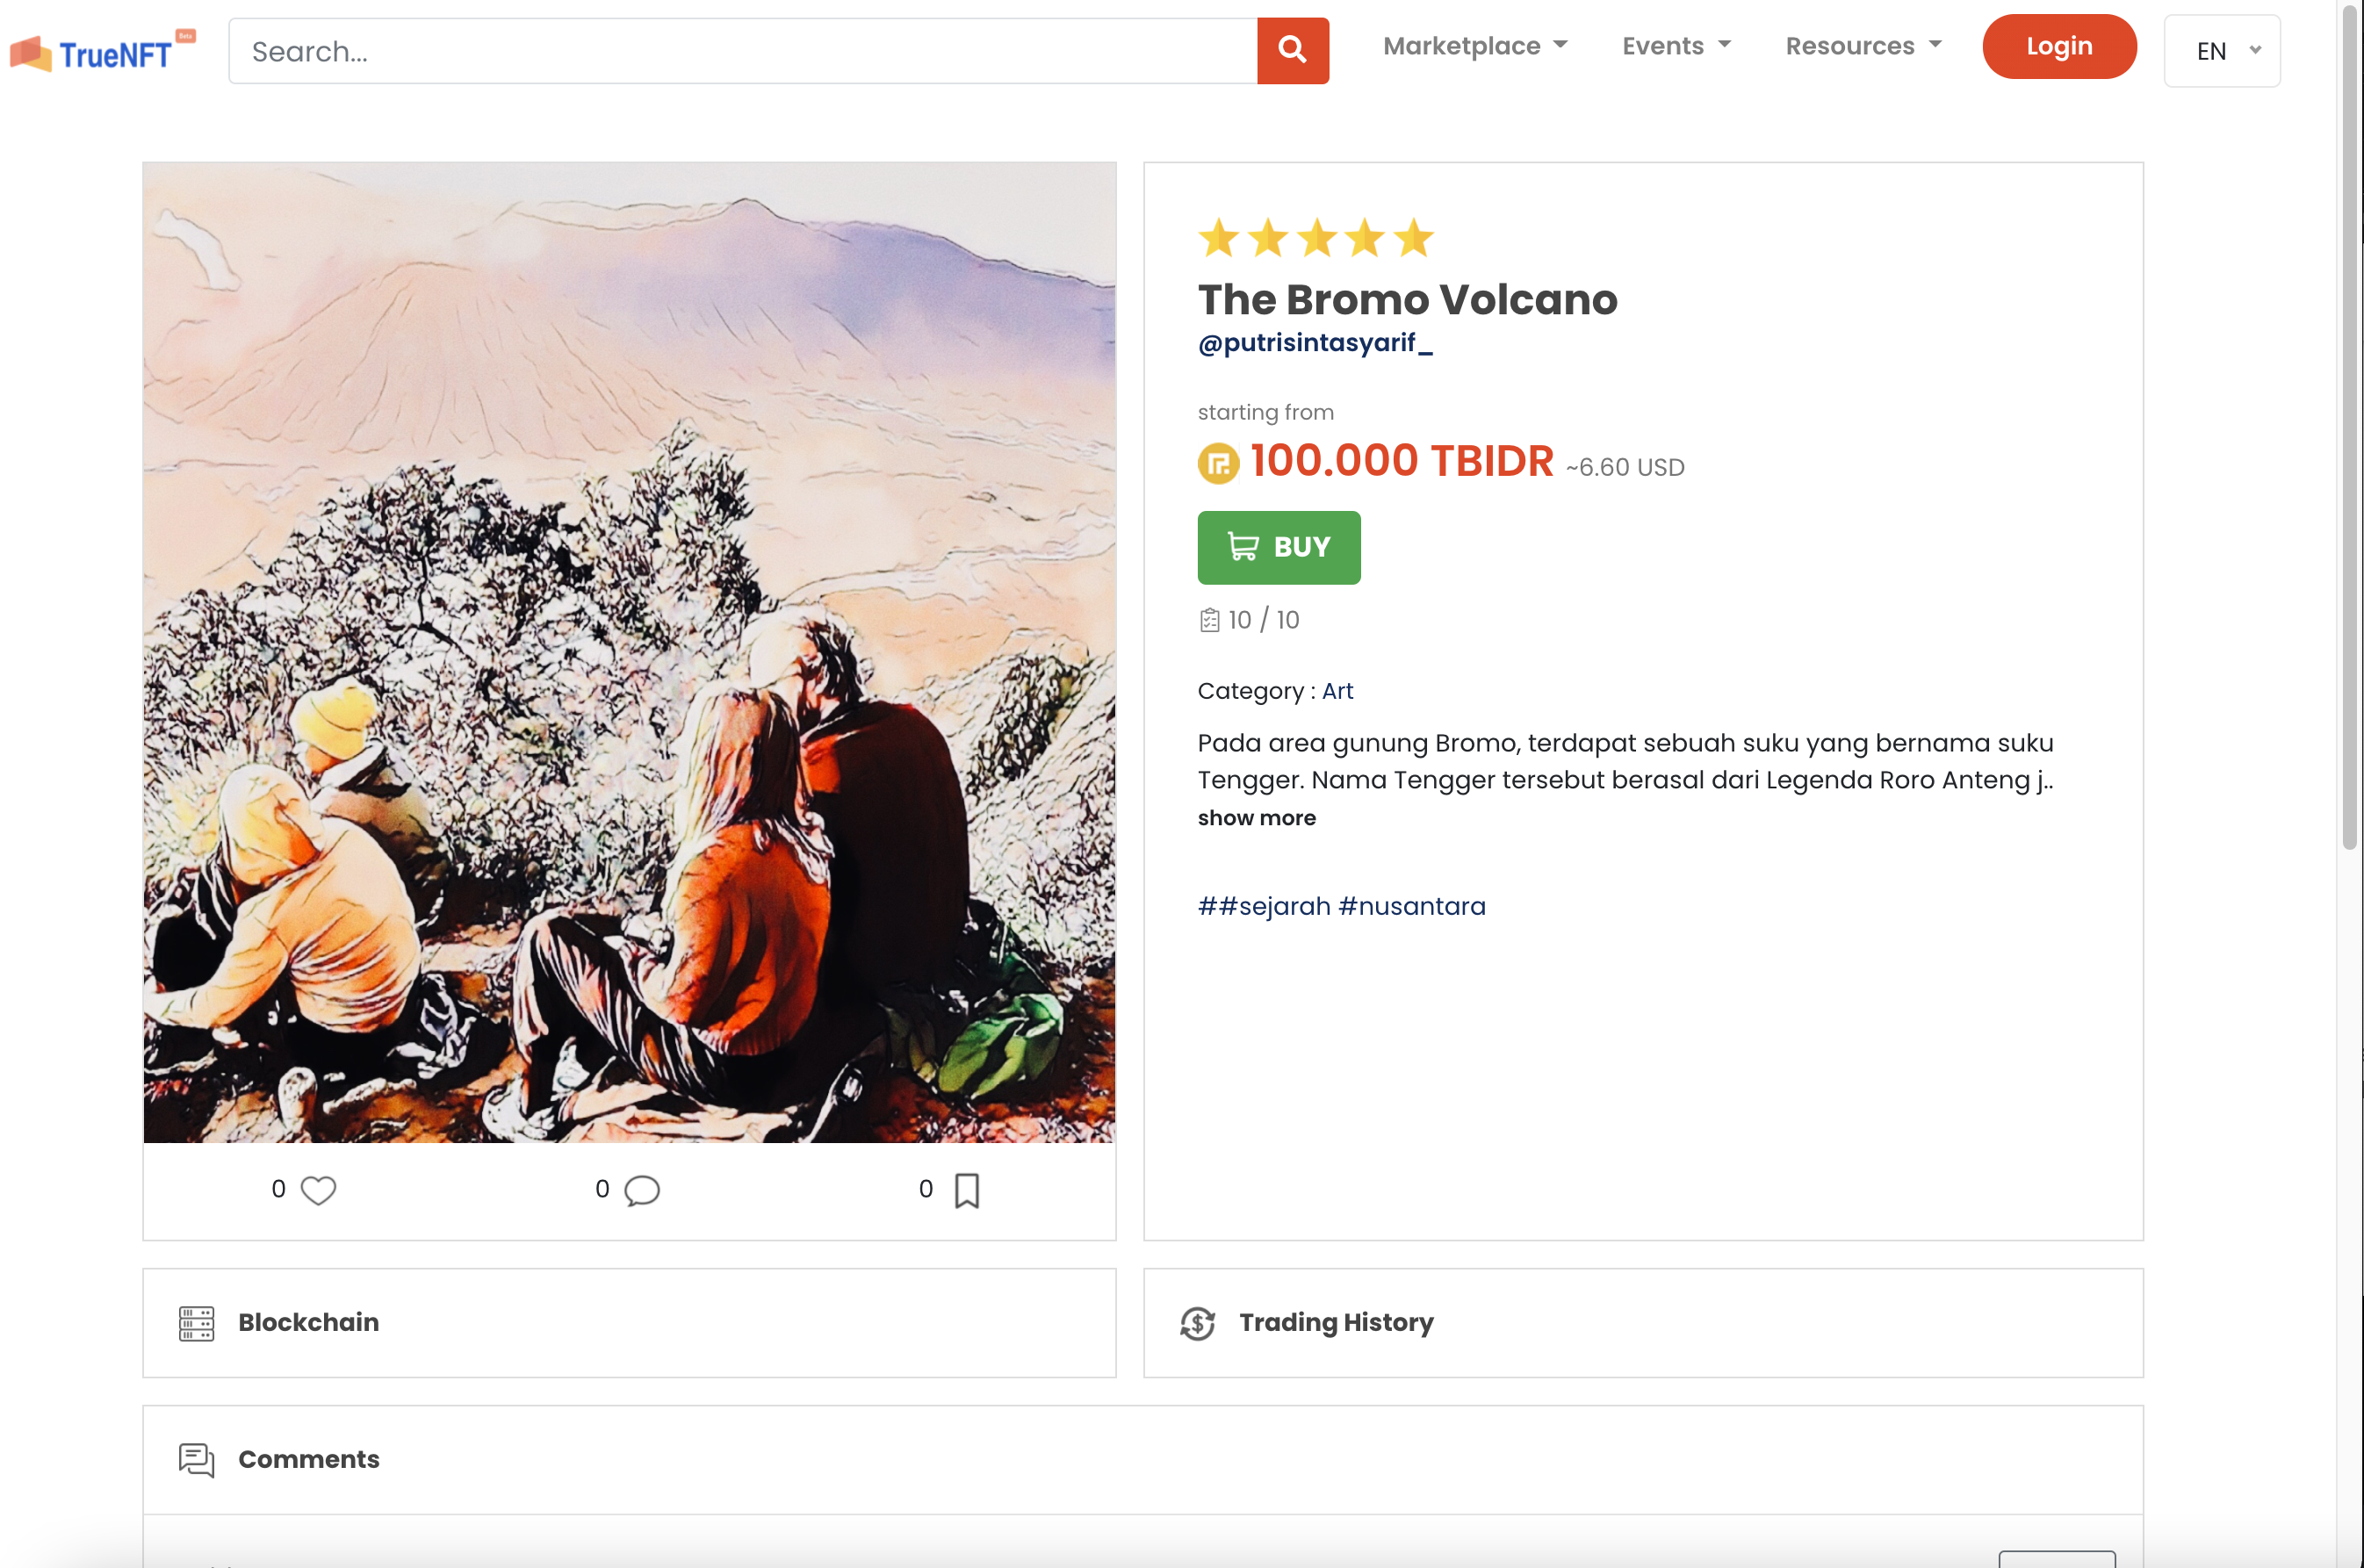 TrueNFT Beta
Search...
Marketplace
Events
Resources
Login
EN
The Bromo Volcano
@putrisintasyarif_
starting from
100.000 TBIDR ~6.60 USD
BUY
10 / 10
Category : Art
Pada area gunung Bromo, terdapat sebuah suku yang bernama suku
Tengger. Nama Tengger tersebut berasal dari Legenda Roro Anteng j..
show more
##sejarah #nusantara
0
0
0
Blockchain
Trading History
Comments